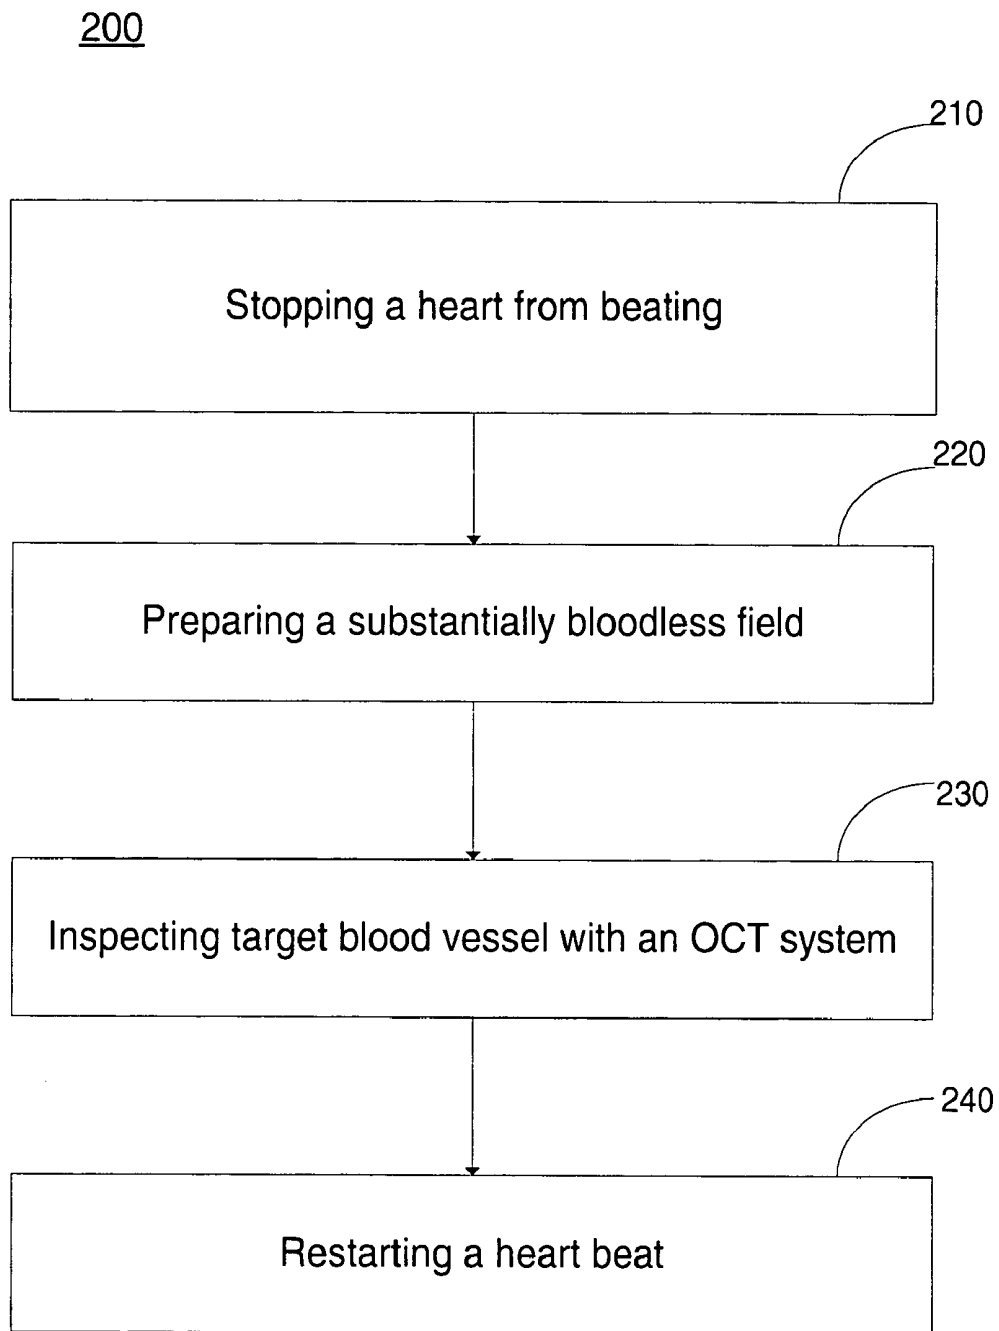 200
210
Stopping a heart from beating
220
Preparing a substantially bloodless field
230
Inspecting target blood vessel with an OCT system
240
Restarting a heart beat